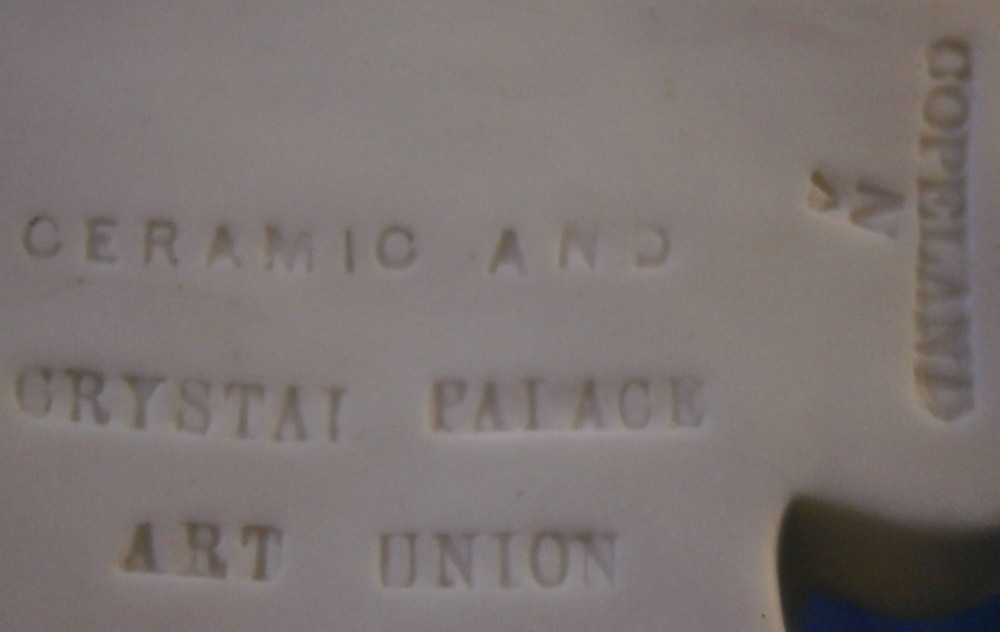 CERAMIC AND
CRYSTAL PALACE
ART UNION
COPELAND